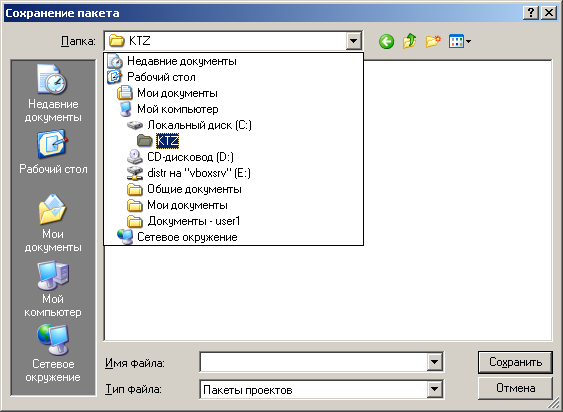 Сохранение пакета
Папка:
KTZ
Недавние документы
Рабочий стол
Мои документы
Мой компьютер
Локальный диск (C:)
KTZ
CD-дисковод (D:)
distr на "vboxsrv" (E:)
Общие документы
Мои документы
Документы - user1
Сетевое окружение
Недавние
документы
Рабочий стол
Мои
документы
Мой
компьютер
Сетевое
окружение
Имя файла:
Сохранить
Тип файла:
Пакеты проектов
Отмена